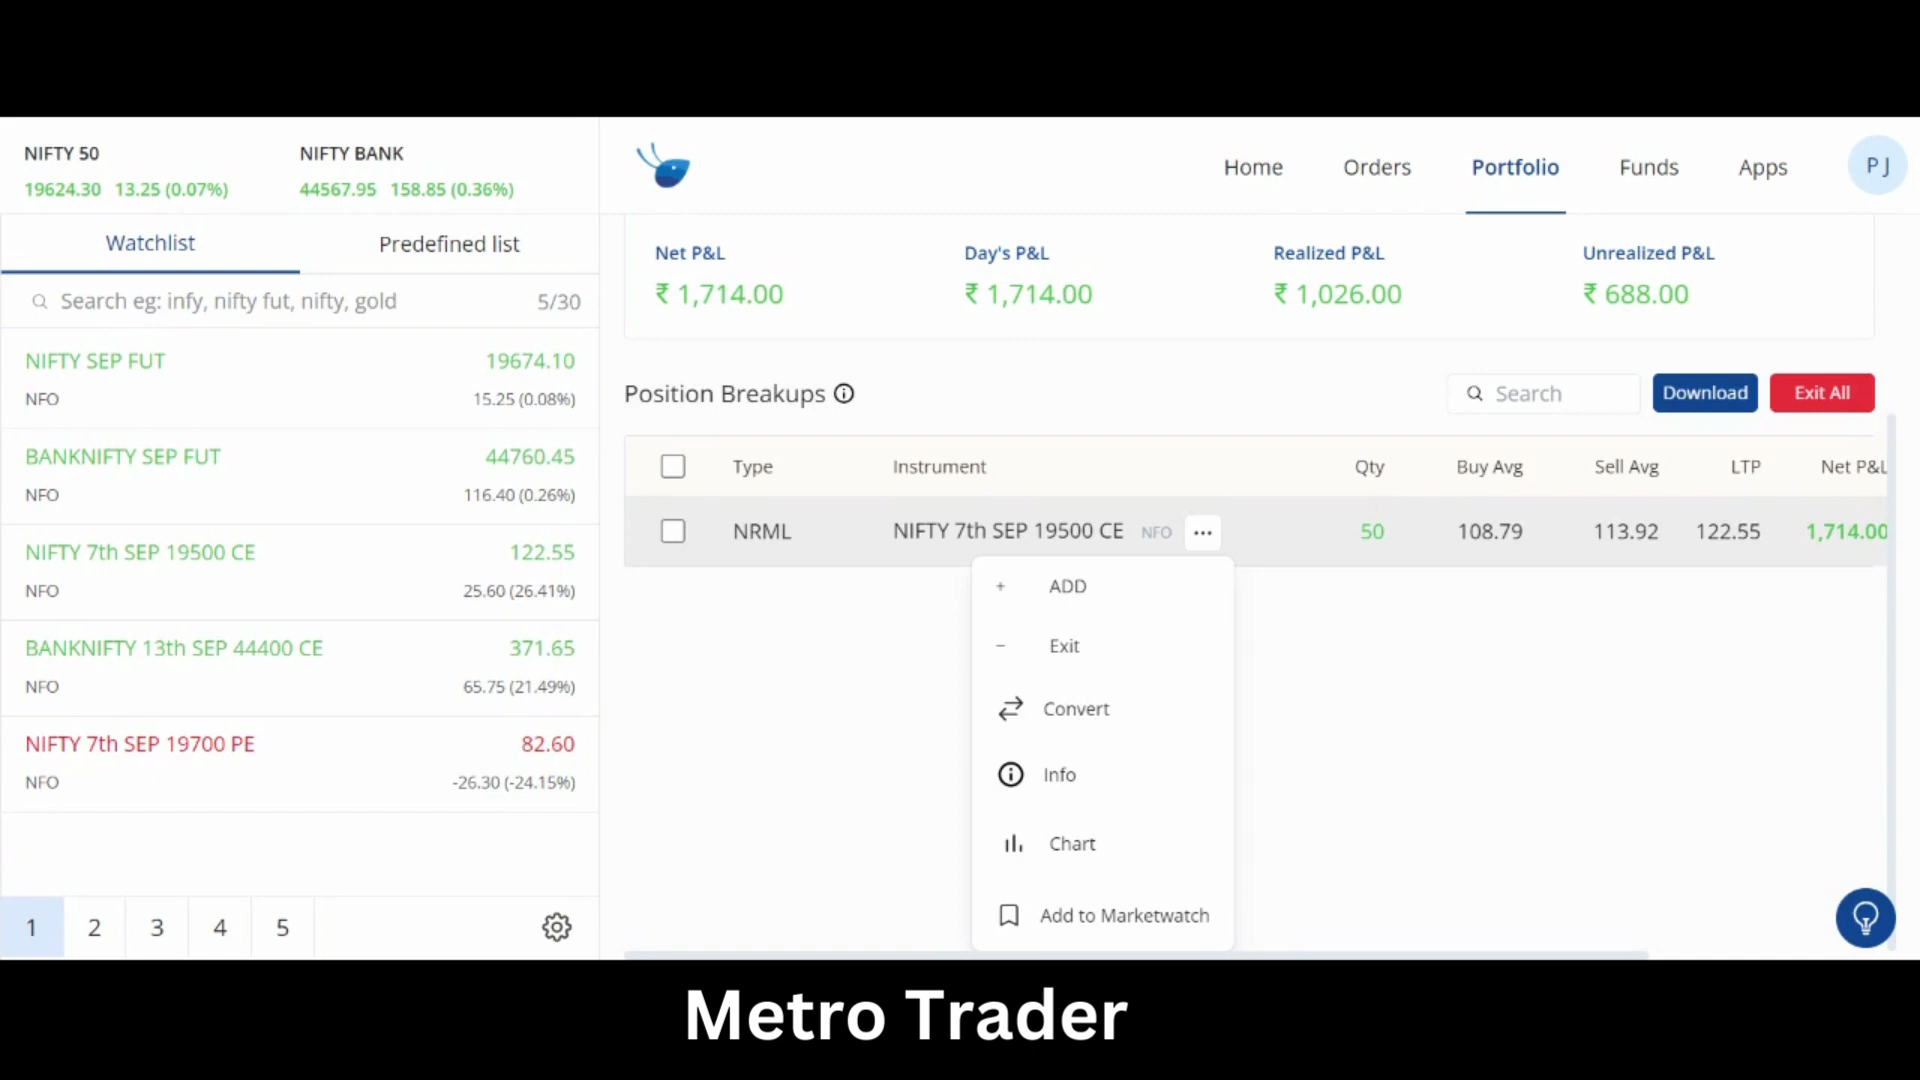 NIFTY 50 NIFTY BANK
19624.30 13.25 (0.07%) 44567.95 158.85 (0.36%)
Home Orders Portfolio Funds Apps PJ
Watchlist Predefined list
Search eg: infy, nifty fut, nifty, gold 5/30
NIFTY SEP FUT 19674.10
NFO 15.25 (0.08%)
BANKNIFTY SEP FUT 44760.45
NFO 116.40 (0.26%)
NIFTY 7th SEP 19500 CE 122.55
NFO 25.60 (26.41%)
BANKNIFTY 13th SEP 44400 CE 371.65
NFO 65.75 (21.49%)
NIFTY 7th SEP 19700 PE 82.60
NFO -26.30 (-24.15%)
1 2 3 4 5
Net P&L Day's P&L Realized P&L Unrealized P&L
₹ 1,714.00 ₹ 1,714.00 ₹ 1,026.00 ₹ 688.00
Position Breakups Search Download Exit All
Type Instrument Qty Buy Avg Sell Avg LTP Net P&L
NRML NIFTY 7th SEP 19500 CE NFO ... 50 108.79 113.92 122.55 1,714.00
+ ADD
− Exit
Convert
Info
Chart
Add to Marketwatch
Metro Trader